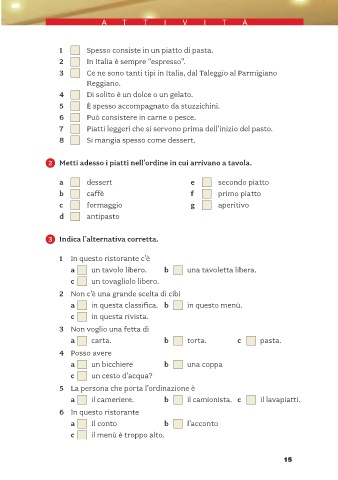 ATTIVITÀ
1 Spesso consiste in un piatto di pasta.
2 In Italia è sempre "espresso".
3 Ce ne sono tanti tipi in Italia, dal Taleggio al Parmigiano
Reggiano.
4 Di solito è un dolce o un gelato.
5 È spesso accompagnato da stuzzichini.
6 Può consistere in carne o pesce.
7 Piatti leggeri che si servono prima dell'inizio del pasto.
8 Si mangia spesso come dessert.
2 Metti adesso i piatti nell'ordine in cui arrivano a tavola.
a dessert e secondo piatto
b caffè f primo piatto
c formaggio g aperitivo
d antipasto
3 Indica l'alternativa corretta.
1 In questo ristorante c'è
a un tavolo libero. b una tavoletta libera.
c un tovagliolo libero.
2 Non c'è una grande scelta di cibi
a in questa classifica. b in questo menù.
c in questa rivista.
3 Non voglio una fetta di
a carta. b torta. c pasta.
4 Posso avere
a un bicchiere b una coppa
c un cesto d'acqua?
5 La persona che porta l'ordinazione è
a il cameriere. b il camionista. c il lavapiatti.
6 In questo ristorante
a il conto b l'acconto
c il menù è troppo alto.
15